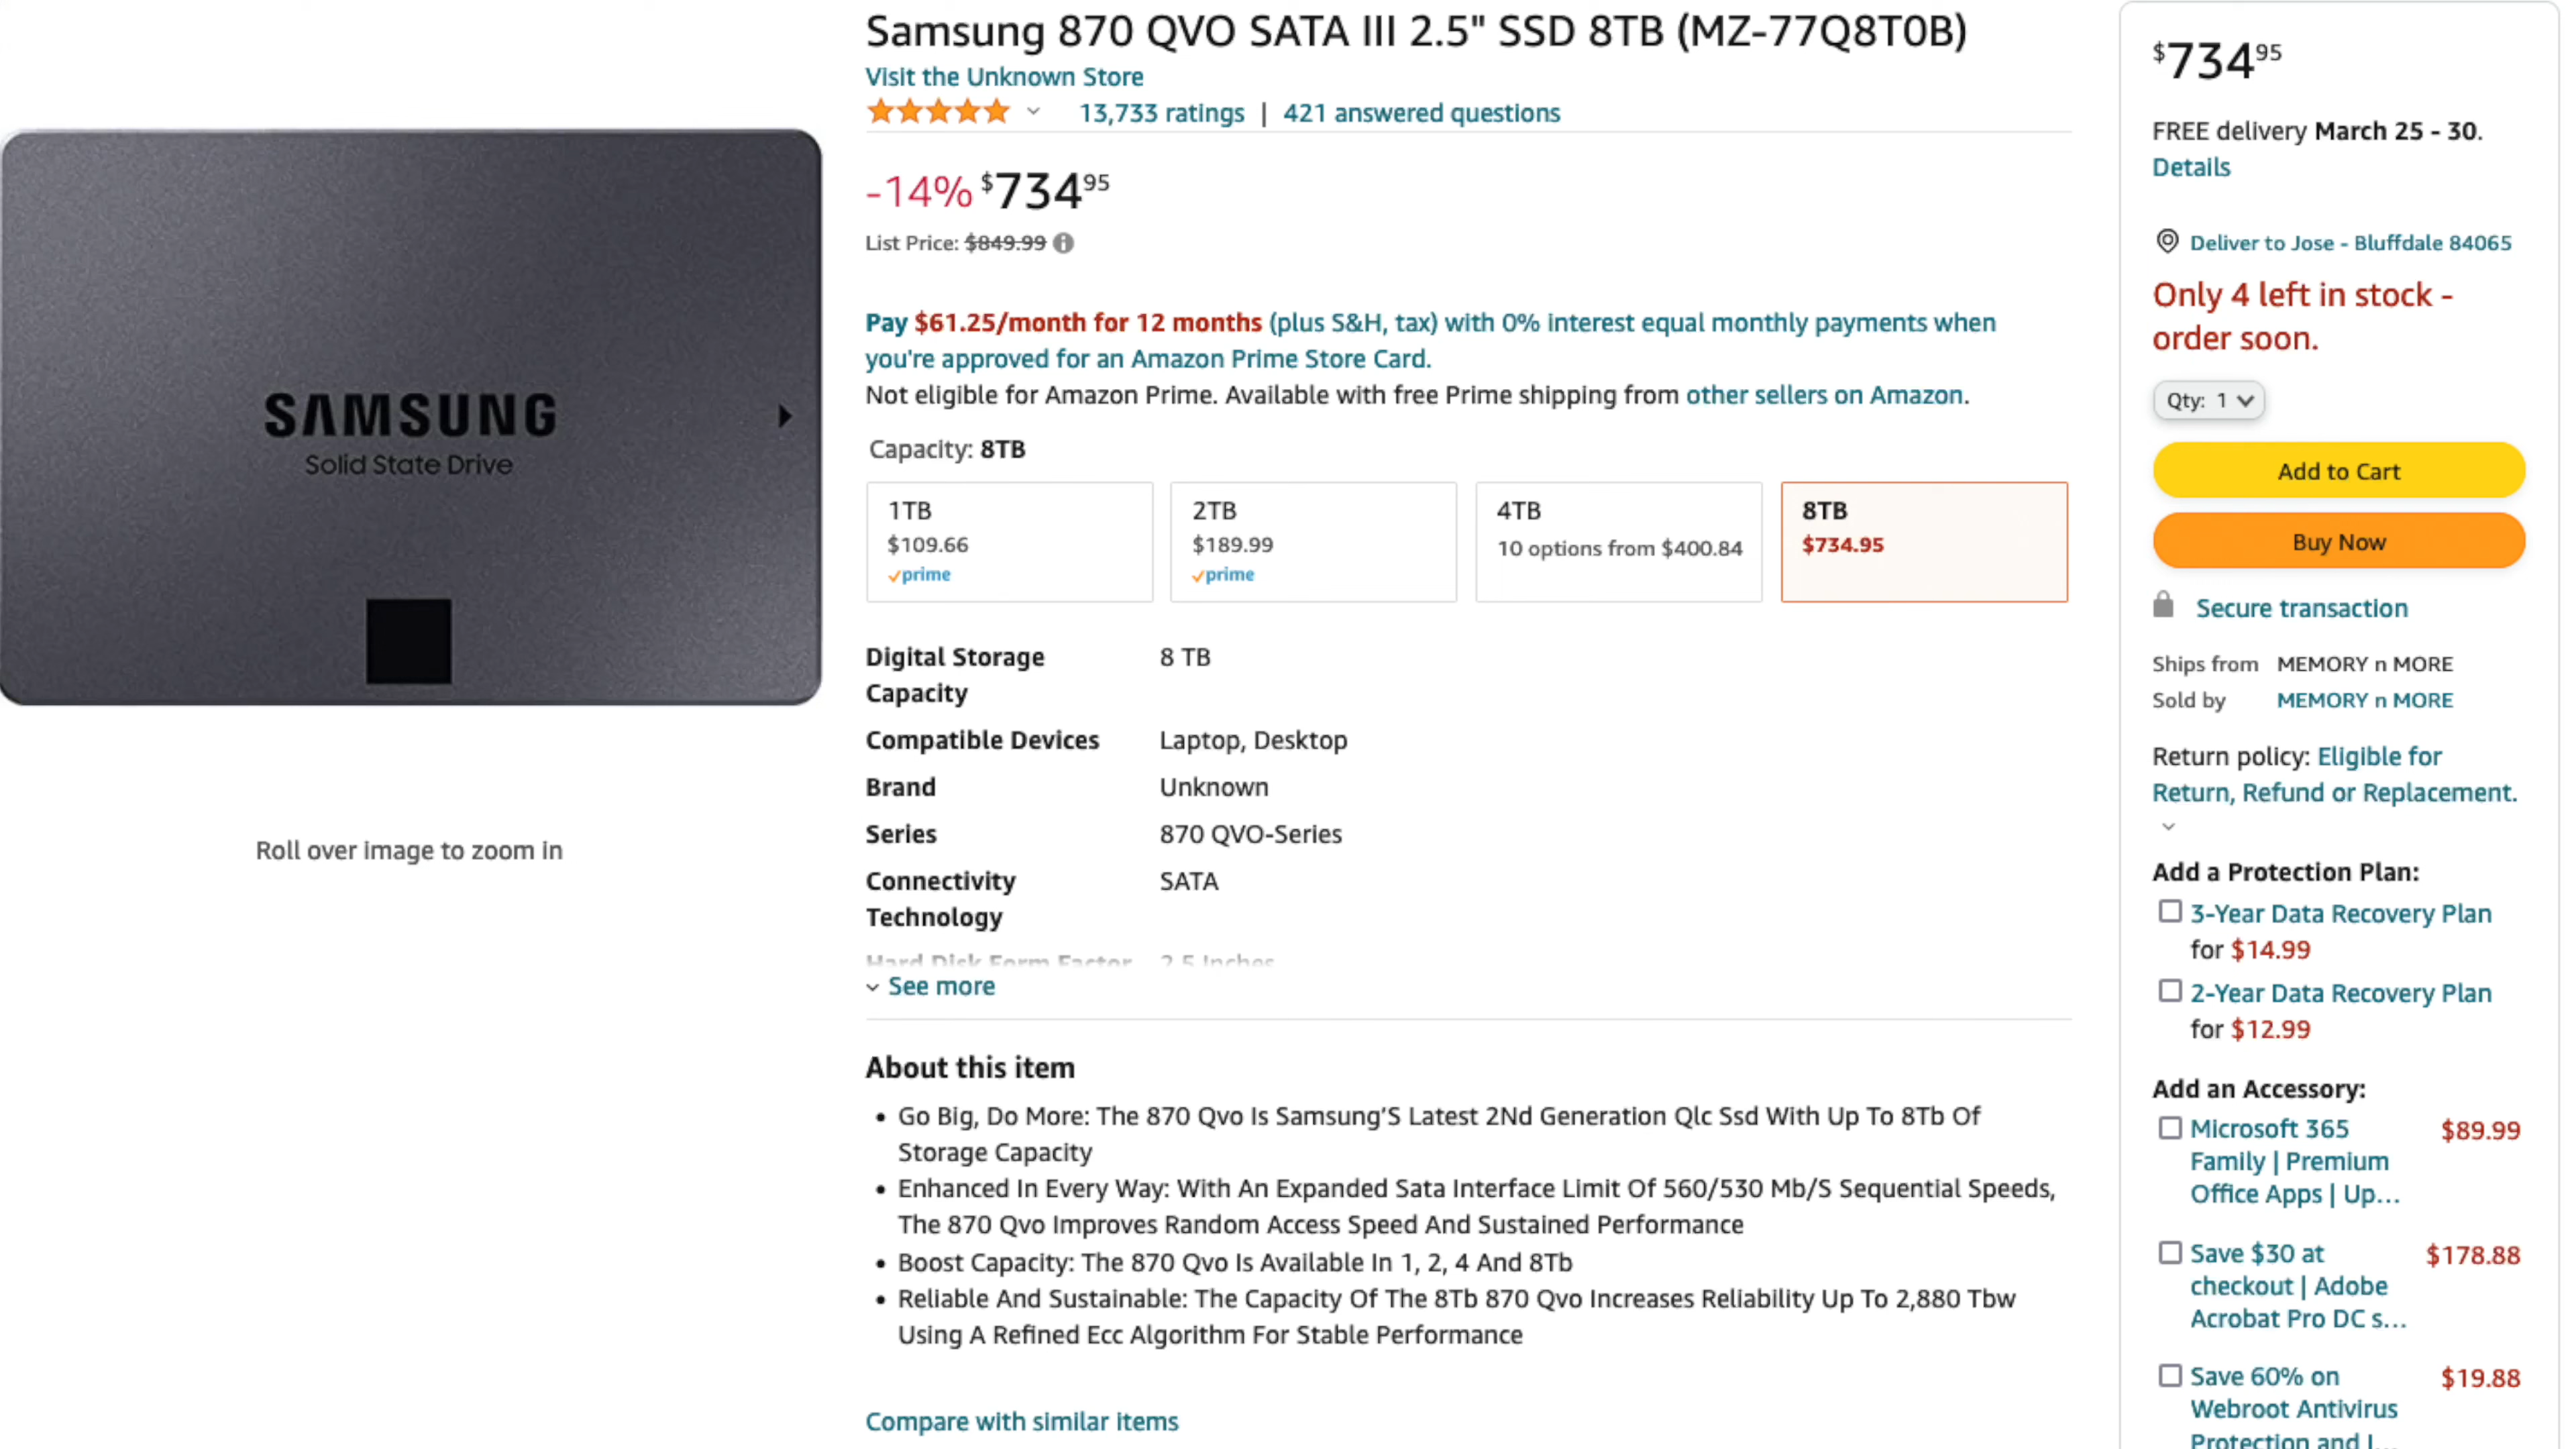 Samsung 870 QVO SATA III 2.5" SSD 8TB (MZ-77Q8T0B)
Visit the Unknown Store
13,733 ratings | 421 answered questions
-14% $734 95
List Price: $849.99
Pay $61.25/month for 12 months (plus S&H, tax) with 0% interest equal monthly payments when
you're approved for an Amazon Prime Store Card.
Not eligible for Amazon Prime. Available with free Prime shipping from other sellers on Amazon.
Capacity: 8TB
1TB
$109.66
prime
2TB
$189.99
prime
4TB
10 options from $400.84
8TB
$734.95
SAMSUNG
Solid State Drive
Roll over image to zoom in
Digital Storage 8 TB
Capacity
Compatible Devices Laptop, Desktop
Brand Unknown
Series 870 QVO-Series
Connectivity SATA
Technology
Hard Disk Form Factor 2.5 Inches
See more
About this item
• Go Big, Do More: The 870 Qvo Is Samsung'S Latest 2Nd Generation Qlc Ssd With Up To 8Tb Of
Storage Capacity
• Enhanced In Every Way: With An Expanded Sata Interface Limit Of 560/530 Mb/S Sequential Speeds,
The 870 Qvo Improves Random Access Speed And Sustained Performance
• Boost Capacity: The 870 Qvo Is Available In 1, 2, 4 And 8Tb
• Reliable And Sustainable: The Capacity Of The 8Tb 870 Qvo Increases Reliability Up To 2,880 Tbw
Using A Refined Ecc Algorithm For Stable Performance
Compare with similar items
$734 95
FREE delivery March 25 - 30.
Details
Deliver to Jose - Bluffdale 84065
Only 4 left in stock -
order soon.
Qty: 1
Add to Cart
Buy Now
Secure transaction
Ships from MEMORY n MORE
Sold by MEMORY n MORE
Return policy: Eligible for
Return, Refund or Replacement.
Add a Protection Plan:
3-Year Data Recovery Plan
for $14.99
2-Year Data Recovery Plan
for $12.99
Add an Accessory:
Microsoft 365 $89.99
Family | Premium
Office Apps | Up...
Save $30 at $178.88
checkout | Adobe
Acrobat Pro DC s...
Save 60% on $19.88
Webroot Antivirus
Protection and I...